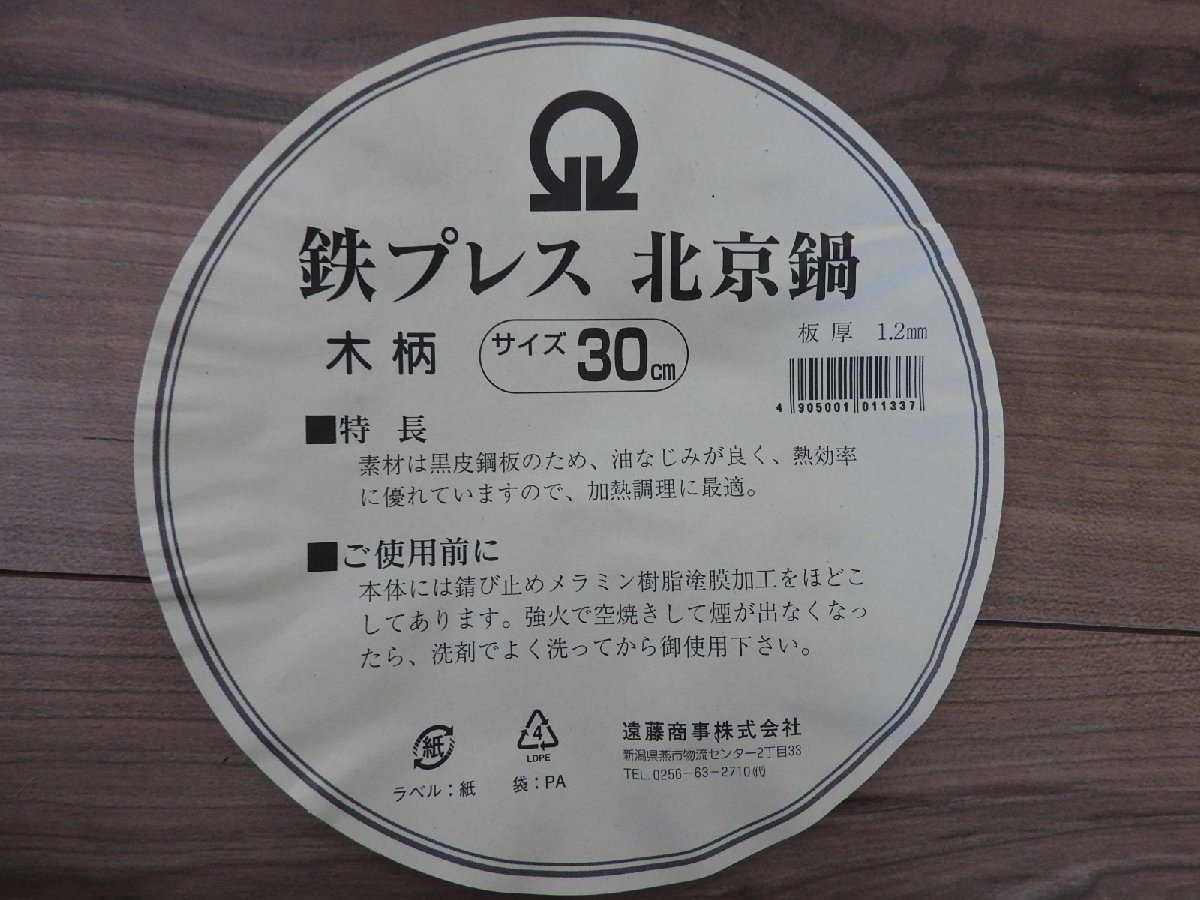 鉄プレス 北京鍋
木柄 サイズ 30cm
板厚 1.2mm
4 905001 011337
■特長
素材は黒皮鋼板のため、油なじみが良く、熱効率
に優れていますので、加熱調理に最適。
■ご使用前に
本体には錆び止めメラミン樹脂塗膜加工をほどこ
してあります。強火で空焼きして煙が出なくなっ
たら、洗剤でよく洗ってから御使用下さい。
紙
ラベル：紙
4
LDPE
袋：PA
遠藤商事株式会社
新潟県燕市物流センター2丁目33
TEL.0256-63-2710㈹